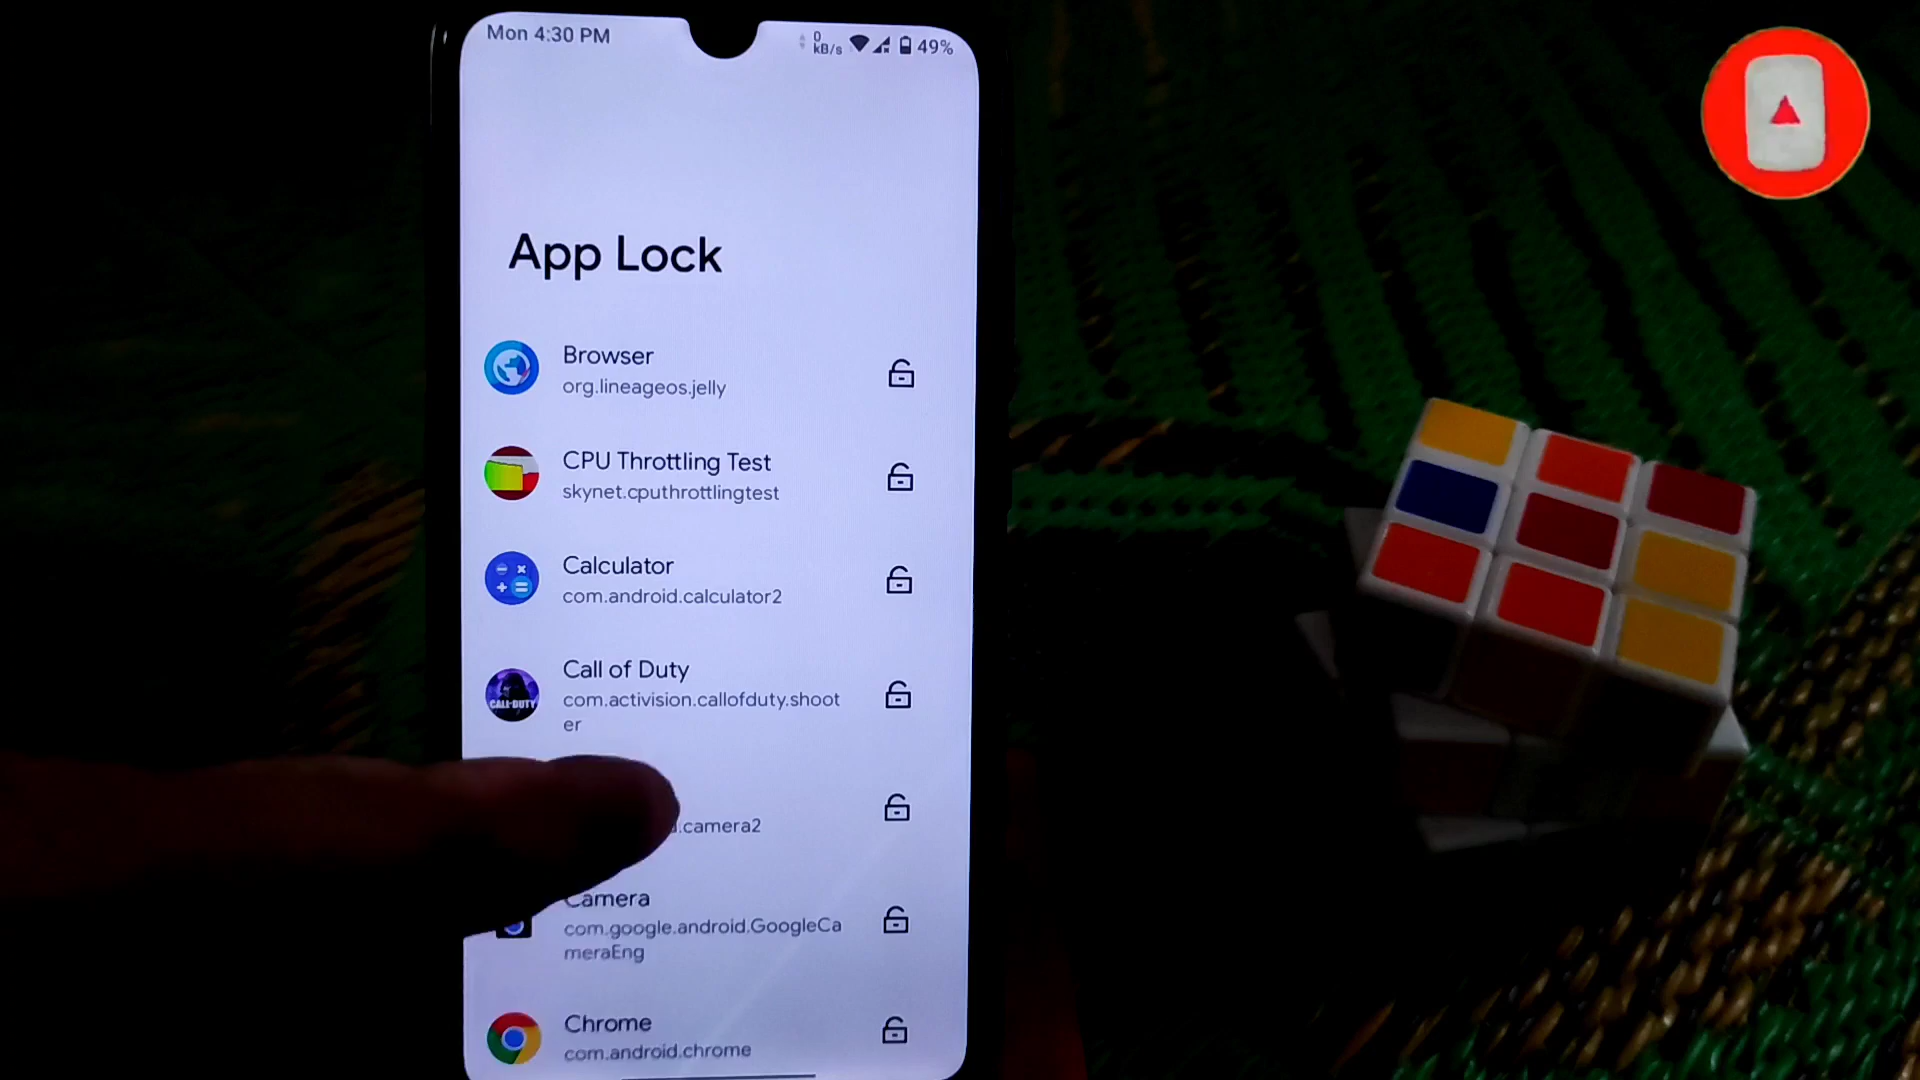 Mon 4:30 PM
0
kB/s
49%
App Lock
Browser
org.lineageos.jelly
CPU Throttling Test
skynet.cputhrottlingtest
Calculator
com.android.calculator2
Call of Duty
com.activision.callofduty.shoot
er
CALL DUTY
.camera2
Camera
com.google.android.GoogleCa
meraEng
Chrome
com.android.chrome